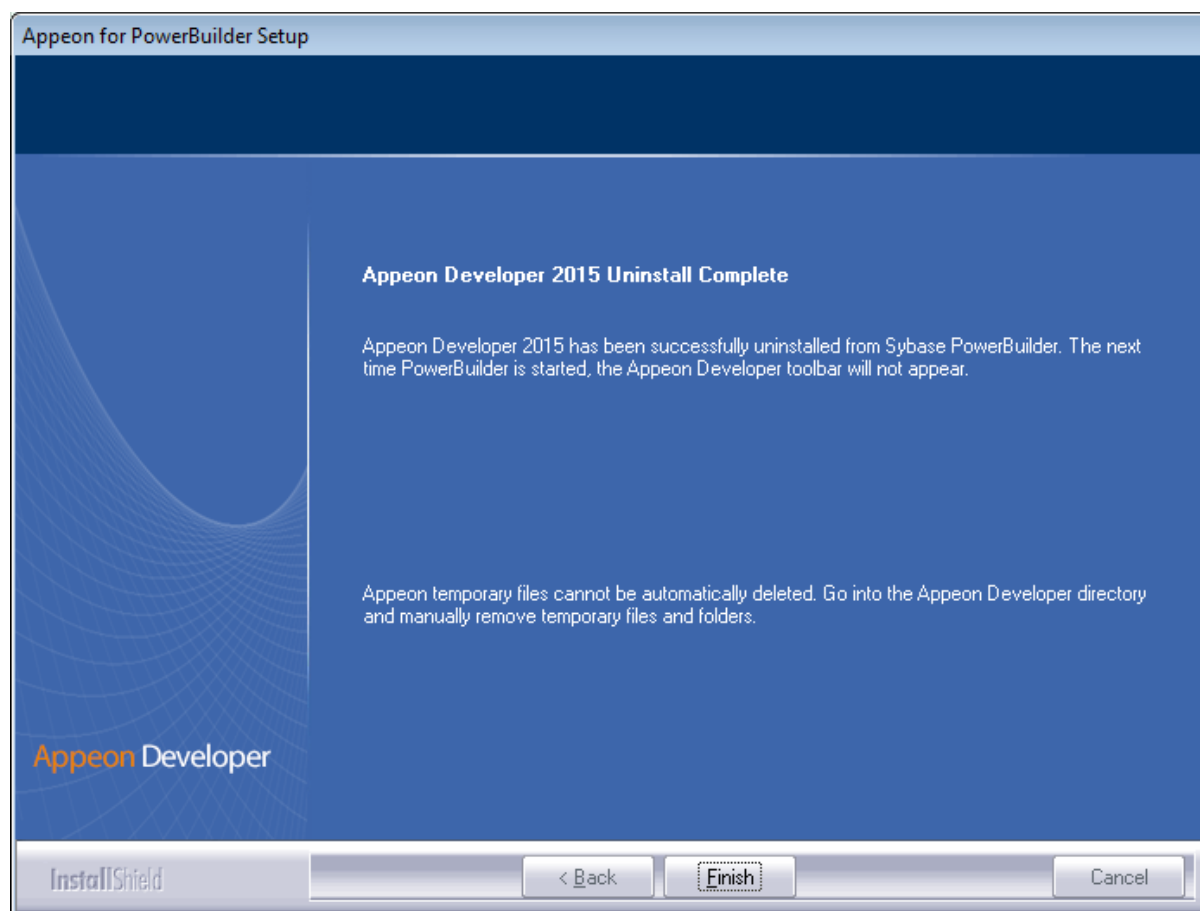 Appeon for PowerBuilder Setup
Appeon Developer 2015 Uninstall Complete
Appeon Developer 2015 has been successfully uninstalled from Sybase PowerBuilder. The next
time PowerBuilder is started, the Appeon Developer toolbar will not appear.
Appeon temporary files cannot be automatically deleted. Go into the Appeon Developer directory
and manually remove temporary files and folders.
Appeon Developer
InstallShield
< Back
Finish
Cancel